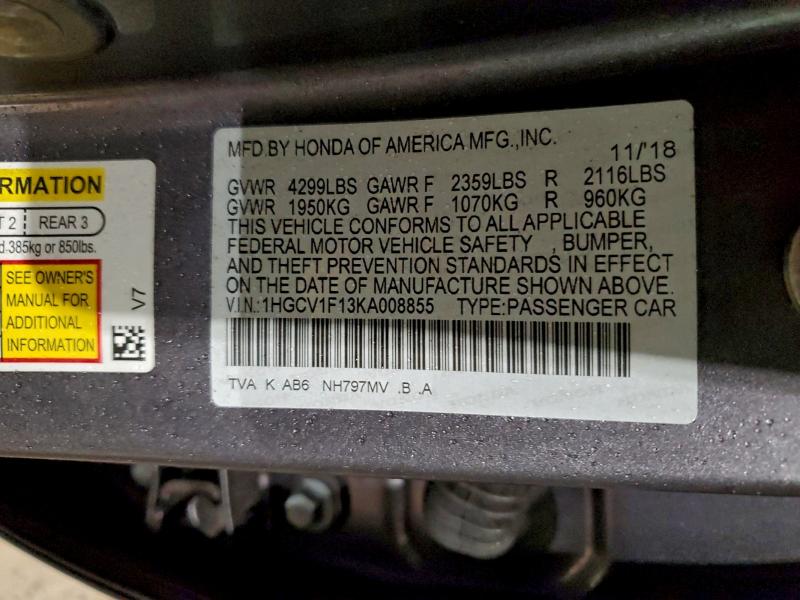 RMATION
2 REAR 3
385kg or 850lbs.
SEE OWNER'S
MANUAL FOR
ADDITIONAL
INFORMATION
V7
MFD.BY HONDA OF AMERICA MFG.,INC.
11/'18
GVWR 4299LBS GAWR F 2359LBS R 2116LBS
GVWR 1950KG GAWR F 1070KG R 960KG
THIS VEHICLE CONFORMS TO ALL APPLICABLE
FEDERAL MOTOR VEHICLE SAFETY , BUMPER,
AND THEFT PREVENTION STANDARDS IN EFFECT
ON THE DATE OF MANUFACTURE SHOWN ABOVE.
V.I.N.:1HGCV1F13KA008855 TYPE:PASSENGER CAR
TVA K AB6 NH797MV .B .A